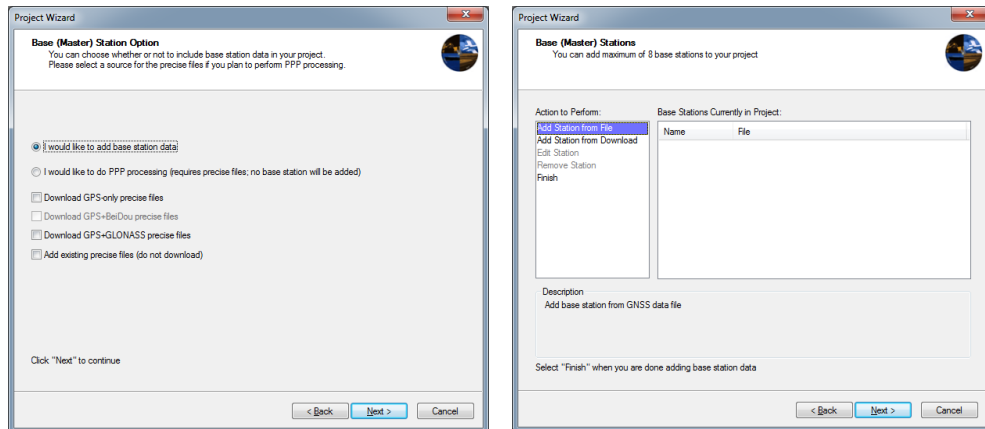 Project Wizard
Base (Master) Station Option
You can choose whether or not to include base station data in your project.
Please select a source for the precise files if you plan to perform PPP processing.
I would like to add base station data
I would like to do PPP processing (requires precise files; no base station will be added)
Download GPS-only precise files
Download GPS+BeiDou precise files
Download GPS+GLONASS precise files
Add existing precise files (do not download)
Click "Next" to continue
< Back
Next >
Cancel
Project Wizard
Base (Master) Stations
You can add maximum of 8 base stations to your project
Action to Perform:
Add Station from File
Add Station from Download
Edit Station
Remove Station
Finish
Base Stations Currently in Project:
Name File
Description
Add base station from GNSS data file
Select "Finish" when you are done adding base station data
< Back
Next >
Cancel